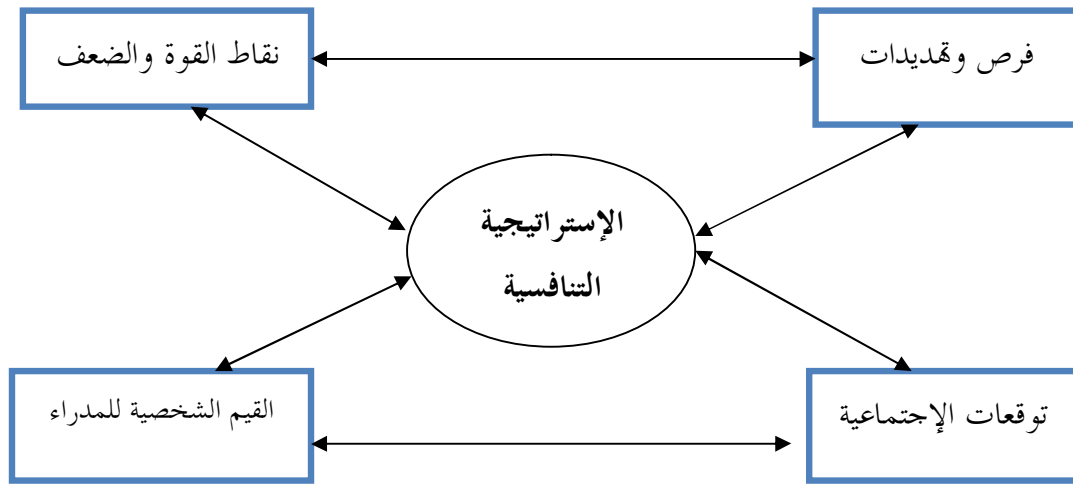 فرص وتهديدات
نقاط القوة والضعف
الإستراتيجية
التنافسية
توقعات الإجتماعية
القيم الشخصية للمدراء